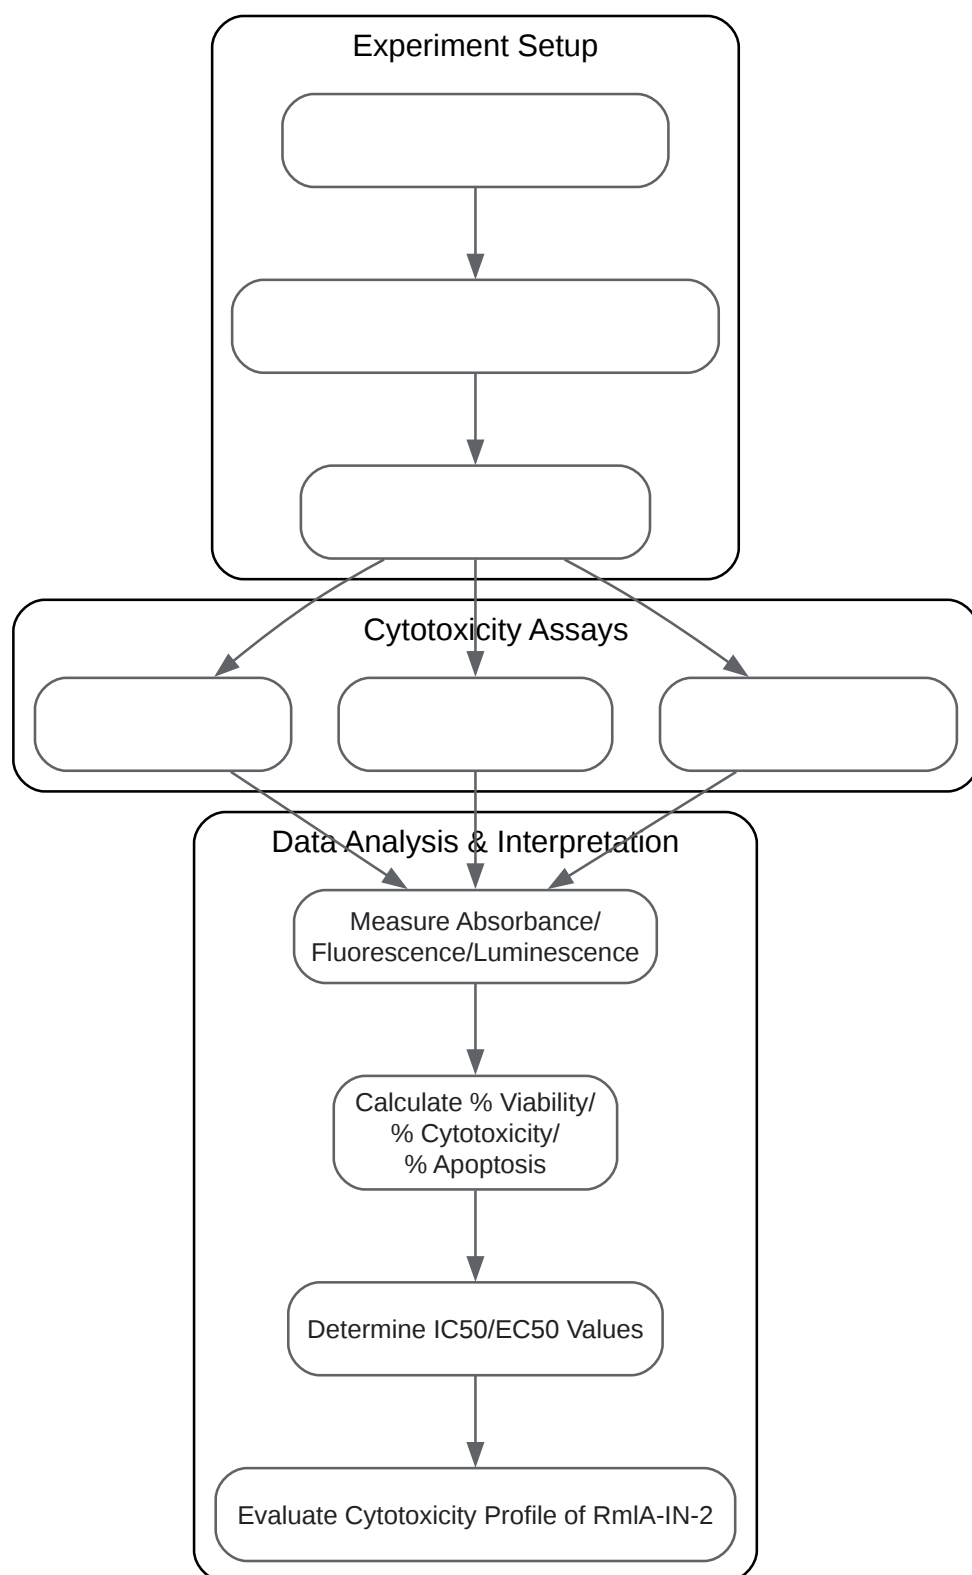 Experiment Setup
Cytotoxicity Assays
Data Analysis & Interpretation
Measure Absorbance/
Fluorescence/Luminescence
Calculate % Viability/
% Cytotoxicity/
% Apoptosis
Determine IC50/EC50 Values
Evaluate Cytotoxicity Profile of RmlA-IN-2